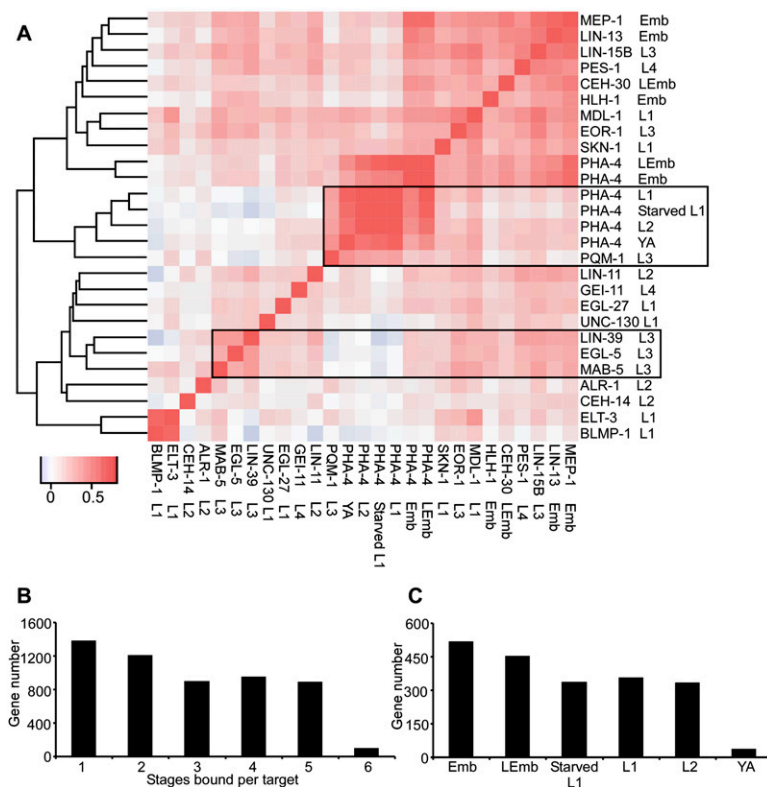 A
MEP-1 Emb
LIN-13 Emb
LIN-15B L3
PES-1 L4
CEH-30 LEmb
HLH-1 Emb
MDL-1 L1
EOR-1 L3
SKN-1 L1
PHA-4 LEmb
PHA-4 Emb
PHA-4 L1
PHA-4 Starved L1
PHA-4 L2
PHA-4 YA
PQM-1 L3
LIN-11 L2
GEI-11 L4
EGL-27 L1
UNC-130 L1
LIN-39 L3
EGL-5 L3
MAB-5 L3
ALR-1 L2
CEH-14 L2
ELT-3 L1
BLMP-1 L1
0 0.5
BLMP-1 L1
ELT-3 L1
CEH-14 L2
ALR-1 L2
MAB-5 L3
EGL-5 L3
LIN-39 L3
UNC-130 L1
EGL-27 L1
GEI-11 L4
LIN-11 L2
PQM-1 L3
PHA-4 YA
PHA-4 L2
PHA-4 Starved L1
PHA-4 L1
PHA-4 Emb
PHA-4 LEmb
SKN-1 L1
EOR-1 L3
MDL-1 L1
HLH-1 Emb
CEH-30 LEmb
PES-1 L4
LIN-15B L3
LIN-13 Emb
MEP-1 Emb
B
1600
1200
800
400
0
Gene number
1 2 3 4 5 6
Stages bound per target
C
600
450
300
150
0
Gene number
Emb LEmb Starved L1 L2 YA
L1